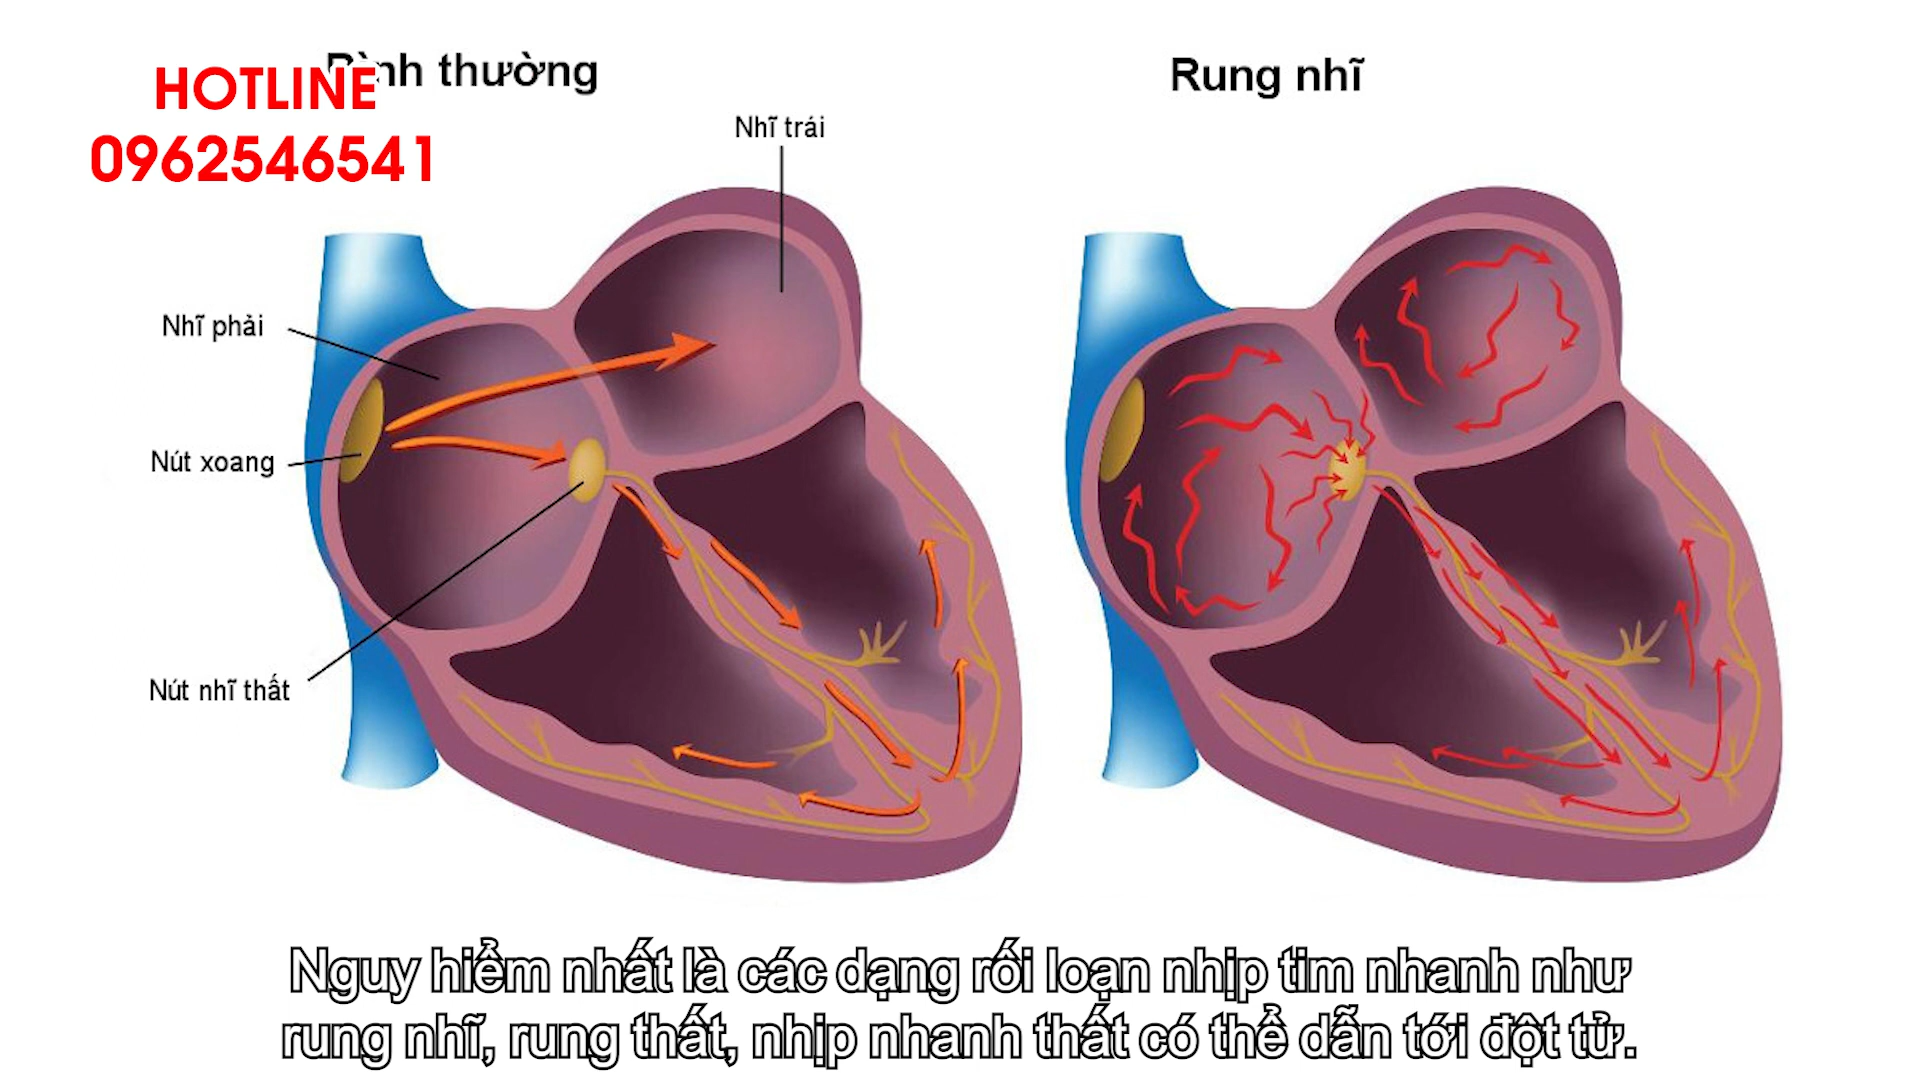 Bình thường
HOTLINE
0962546541
Rung nhĩ
Nhĩ trái
Nhĩ phải
Nút xoang
Nút nhĩ thất
Nguy hiểm nhất là các dạng rối loạn nhịp tim nhanh như
rung nhĩ, rung thất, nhịp nhanh thất có thể dẫn tới đột tử.